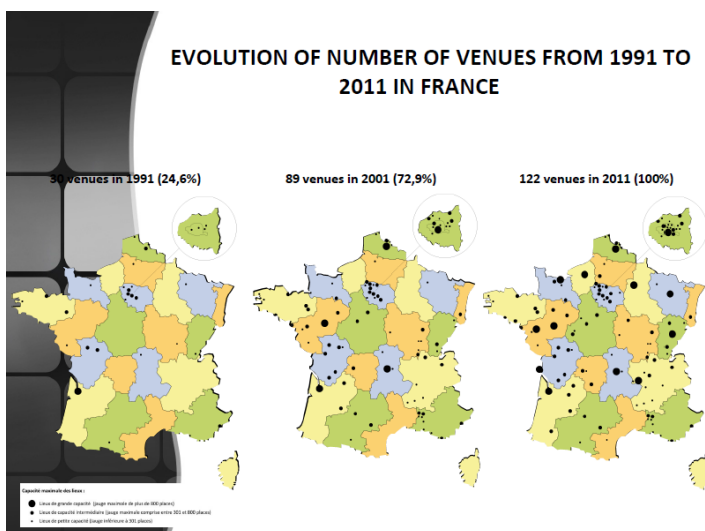 EVOLUTION OF NUMBER OF VENUES FROM 1991 TO
2011 IN FRANCE
30 venues in 1991 (24,6%)
89 venues in 2001 (72,9%)
122 venues in 2011 (100%)
Capacité maximale des lieux :
Lieux de grande capacité (jauge maximale de plus de 800 places)
Lieux de capacité intermédiaire (jauge maximale comprise entre 301 et 800 places)
Lieux de petite capacité (jauge inférieure à 301 places)